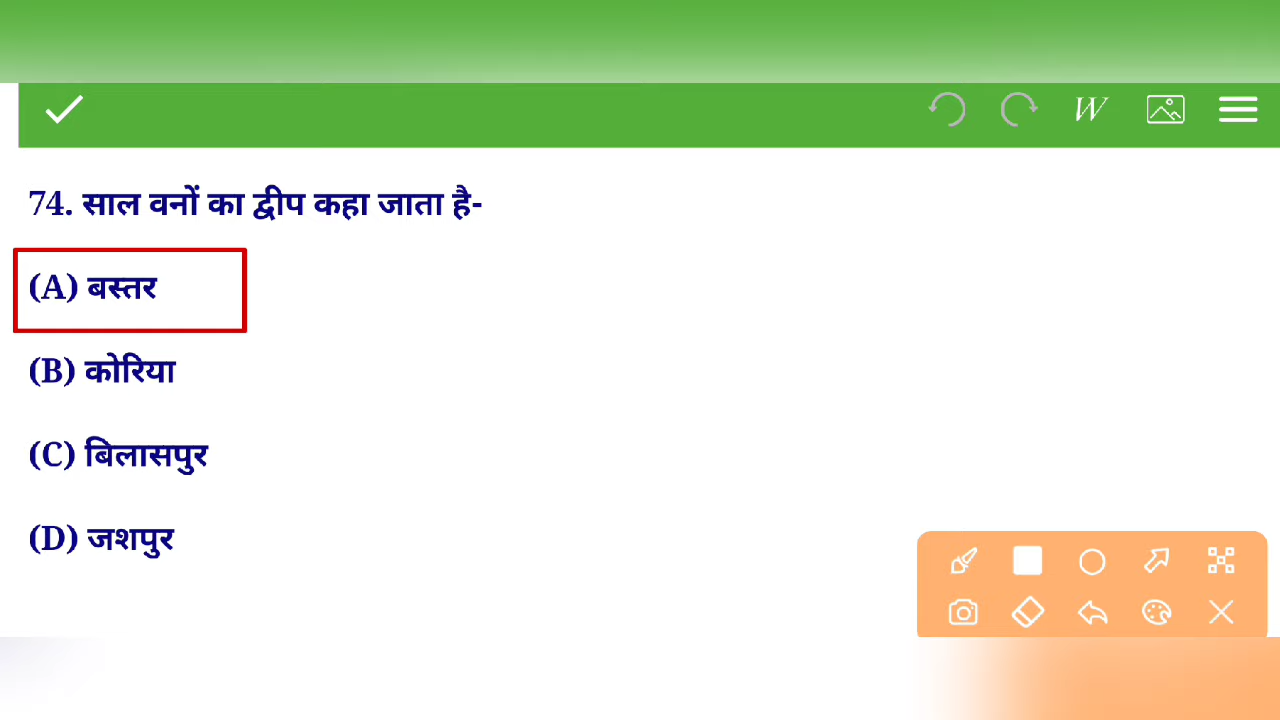 W
74. साल वनों का द्वीप कहा जाता है-
(A) बस्तर
(B) कोरिया
(C) बिलासपुर
(D) जशपुर